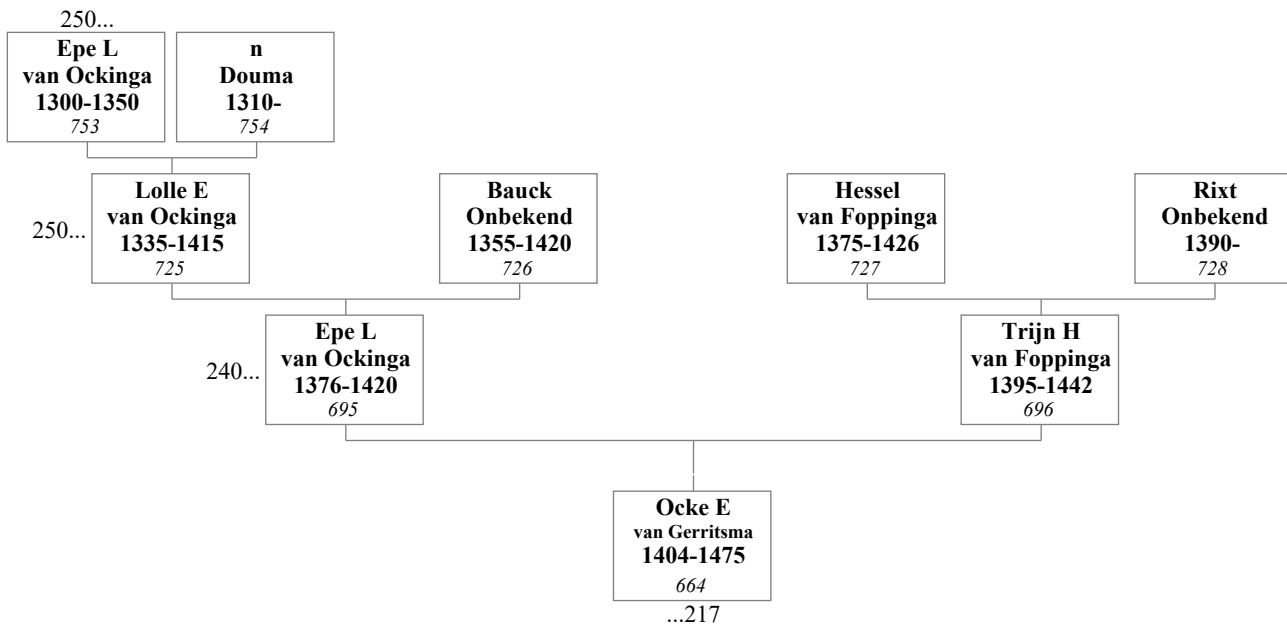 250...
Epe L
van Ockinga
1300-1350
753
n
Douma
1310-
754
250...
Lolle E
van Ockinga
1335-1415
725
Bauck
Onbekend
1355-1420
726
Hessel
van Foppinga
1375-1426
727
Rixt
Onbekend
1390-
728
240...
Epe L
van Ockinga
1376-1420
695
Trijn H
van Foppinga
1395-1442
696
Ocke E
van Gerritsma
1404-1475
664
...217